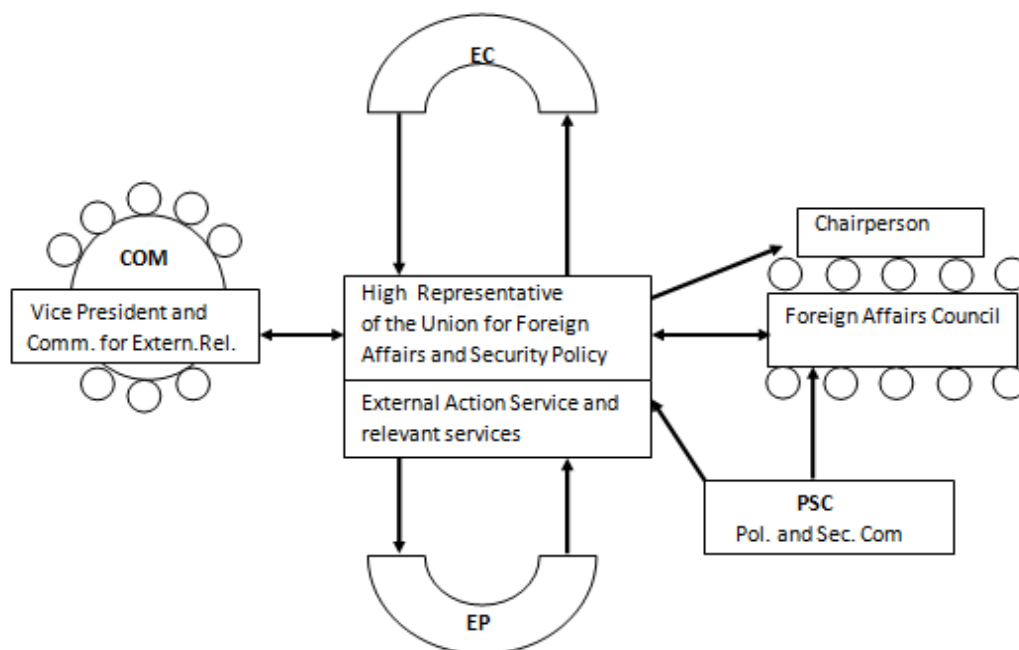 EC
COM
Vice President and
Comm. for Extern.Rel.
High Representative
of the Union for Foreign
Affairs and Security Policy
External Action Service and
relevant services
Chairperson
Foreign Affairs Council
PSC
Pol. and Sec. Com
EP